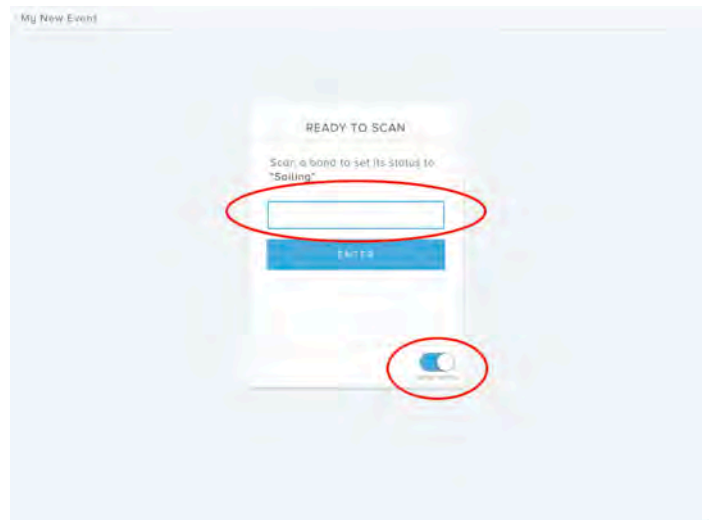 My New Event
READY TO SCAN
Scan a band to set its status to
"Sailing"
ENTER